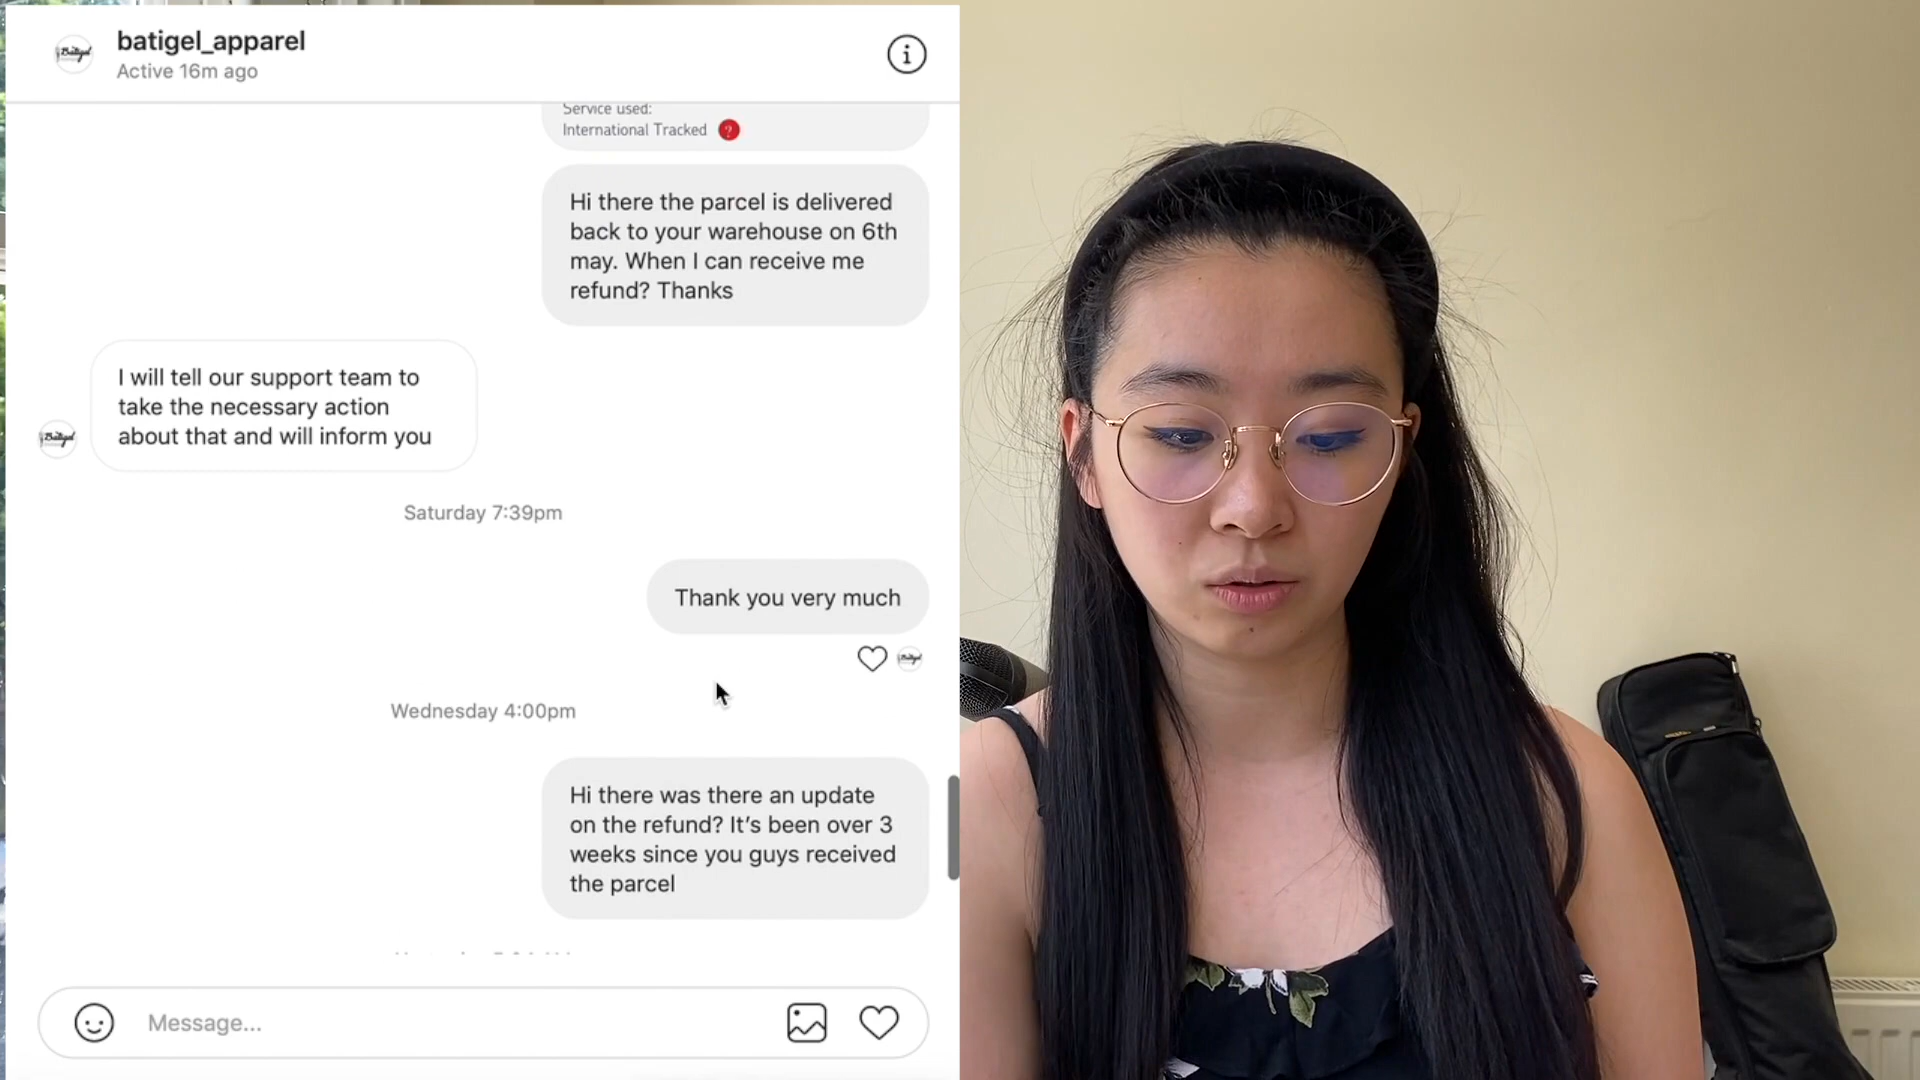 batigel_apparel
Active 16m ago
Service used:
International Tracked ?
Hi there the parcel is delivered
back to your warehouse on 6th
may. When I can receive me
refund? Thanks
I will tell our support team to
take the necessary action
about that and will inform you
Saturday 7:39pm
Thank you very much
Wednesday 4:00pm
Hi there was there an update
on the refund? It’s been over 3
weeks since you guys received
the parcel
Message...